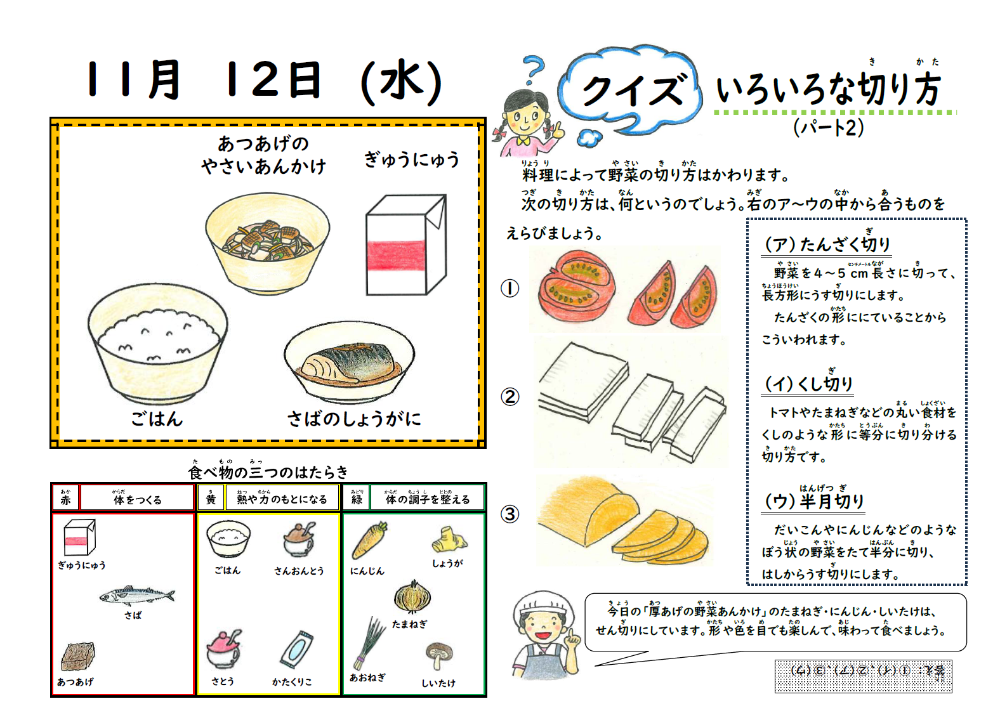 11月 12日 (水)
あつあげの
やさいあんかけ
ぎゅうにゅう
ごはん
さばのしょうがに
食べ物の三つのはたらき
赤 体をつくる
黄 熱や力のもとになる
緑 体の調子を整える
ぎゅうにゅう
さば
あつあげ
ごはん
さんおんとう
さとう
かたくりこ
にんじん
しょうが
たまねぎ
あおねぎ
しいたけ
クイズ
いろいろな切り方
(パート2)
料理によって野菜の切り方はかわります。
次の切り方は、何というのでしょう。右のア～ウの中から合うものを
えらびましょう。
①
②
③
(ア)たんざく切り
野菜を4～5cm長さに切って、
長方形にうす切りにします。
たんざくの形ににていることから
こういわれます。
(イ)くし切り
トマトやたまねぎなどの丸い食材を
くしのような形に等分に切り分ける
切り方です。
(ウ)半月切り
だいこんやにんじんなどのような
ぼう状の野菜をたて半分に切り、
はしからうす切りにします。
今日の「厚あげの野菜あんかけ」のたまねぎ・にんじん・しいたけは、
せん切りにしています。形や色を目でも楽しんで、味わって食べましょう。
答え：①(イ)、②(ア)、③(ウ)